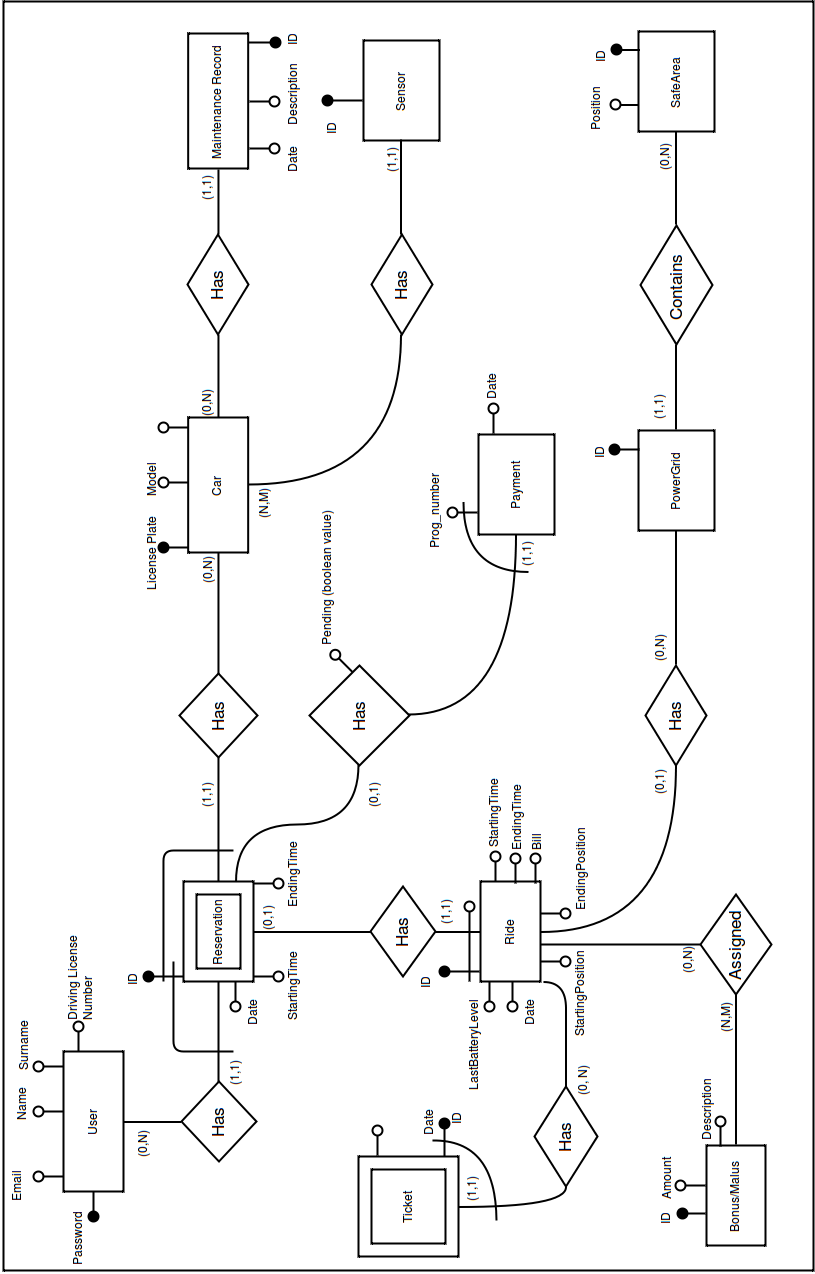 Maintenance Record
ID
Description
Date
(1,1)
Has
(0,N)
Sensor
ID
(1,1)
Has
(N,M)
SafeArea
ID
Position
(0,N)
Contains
(1,1)
PowerGrid
ID
(0,N)
Has
(0,1)
Car
Model
License Plate
(0,N)
Has
(1,1)
Payment
Date
Prog_number
(1,1)
Pending (boolean value)
Has
(0,1)
Reservation
ID
EndingTime
StartingTime
Date
(0,1)
Has
(1,1)
Ride
StartingTime
EndingTime
Bill
EndingPosition
StartingPosition
ID
LastBatteryLevel
Date
User
Surname
Name
Email
Password
Driving License
Number
(0,N)
Has
(1,1)
Ticket
Date
ID
(1,1)
Has
(0, N)
(0,N)
Assigned
(N,M)
Bonus/Malus
Description
Amount
ID